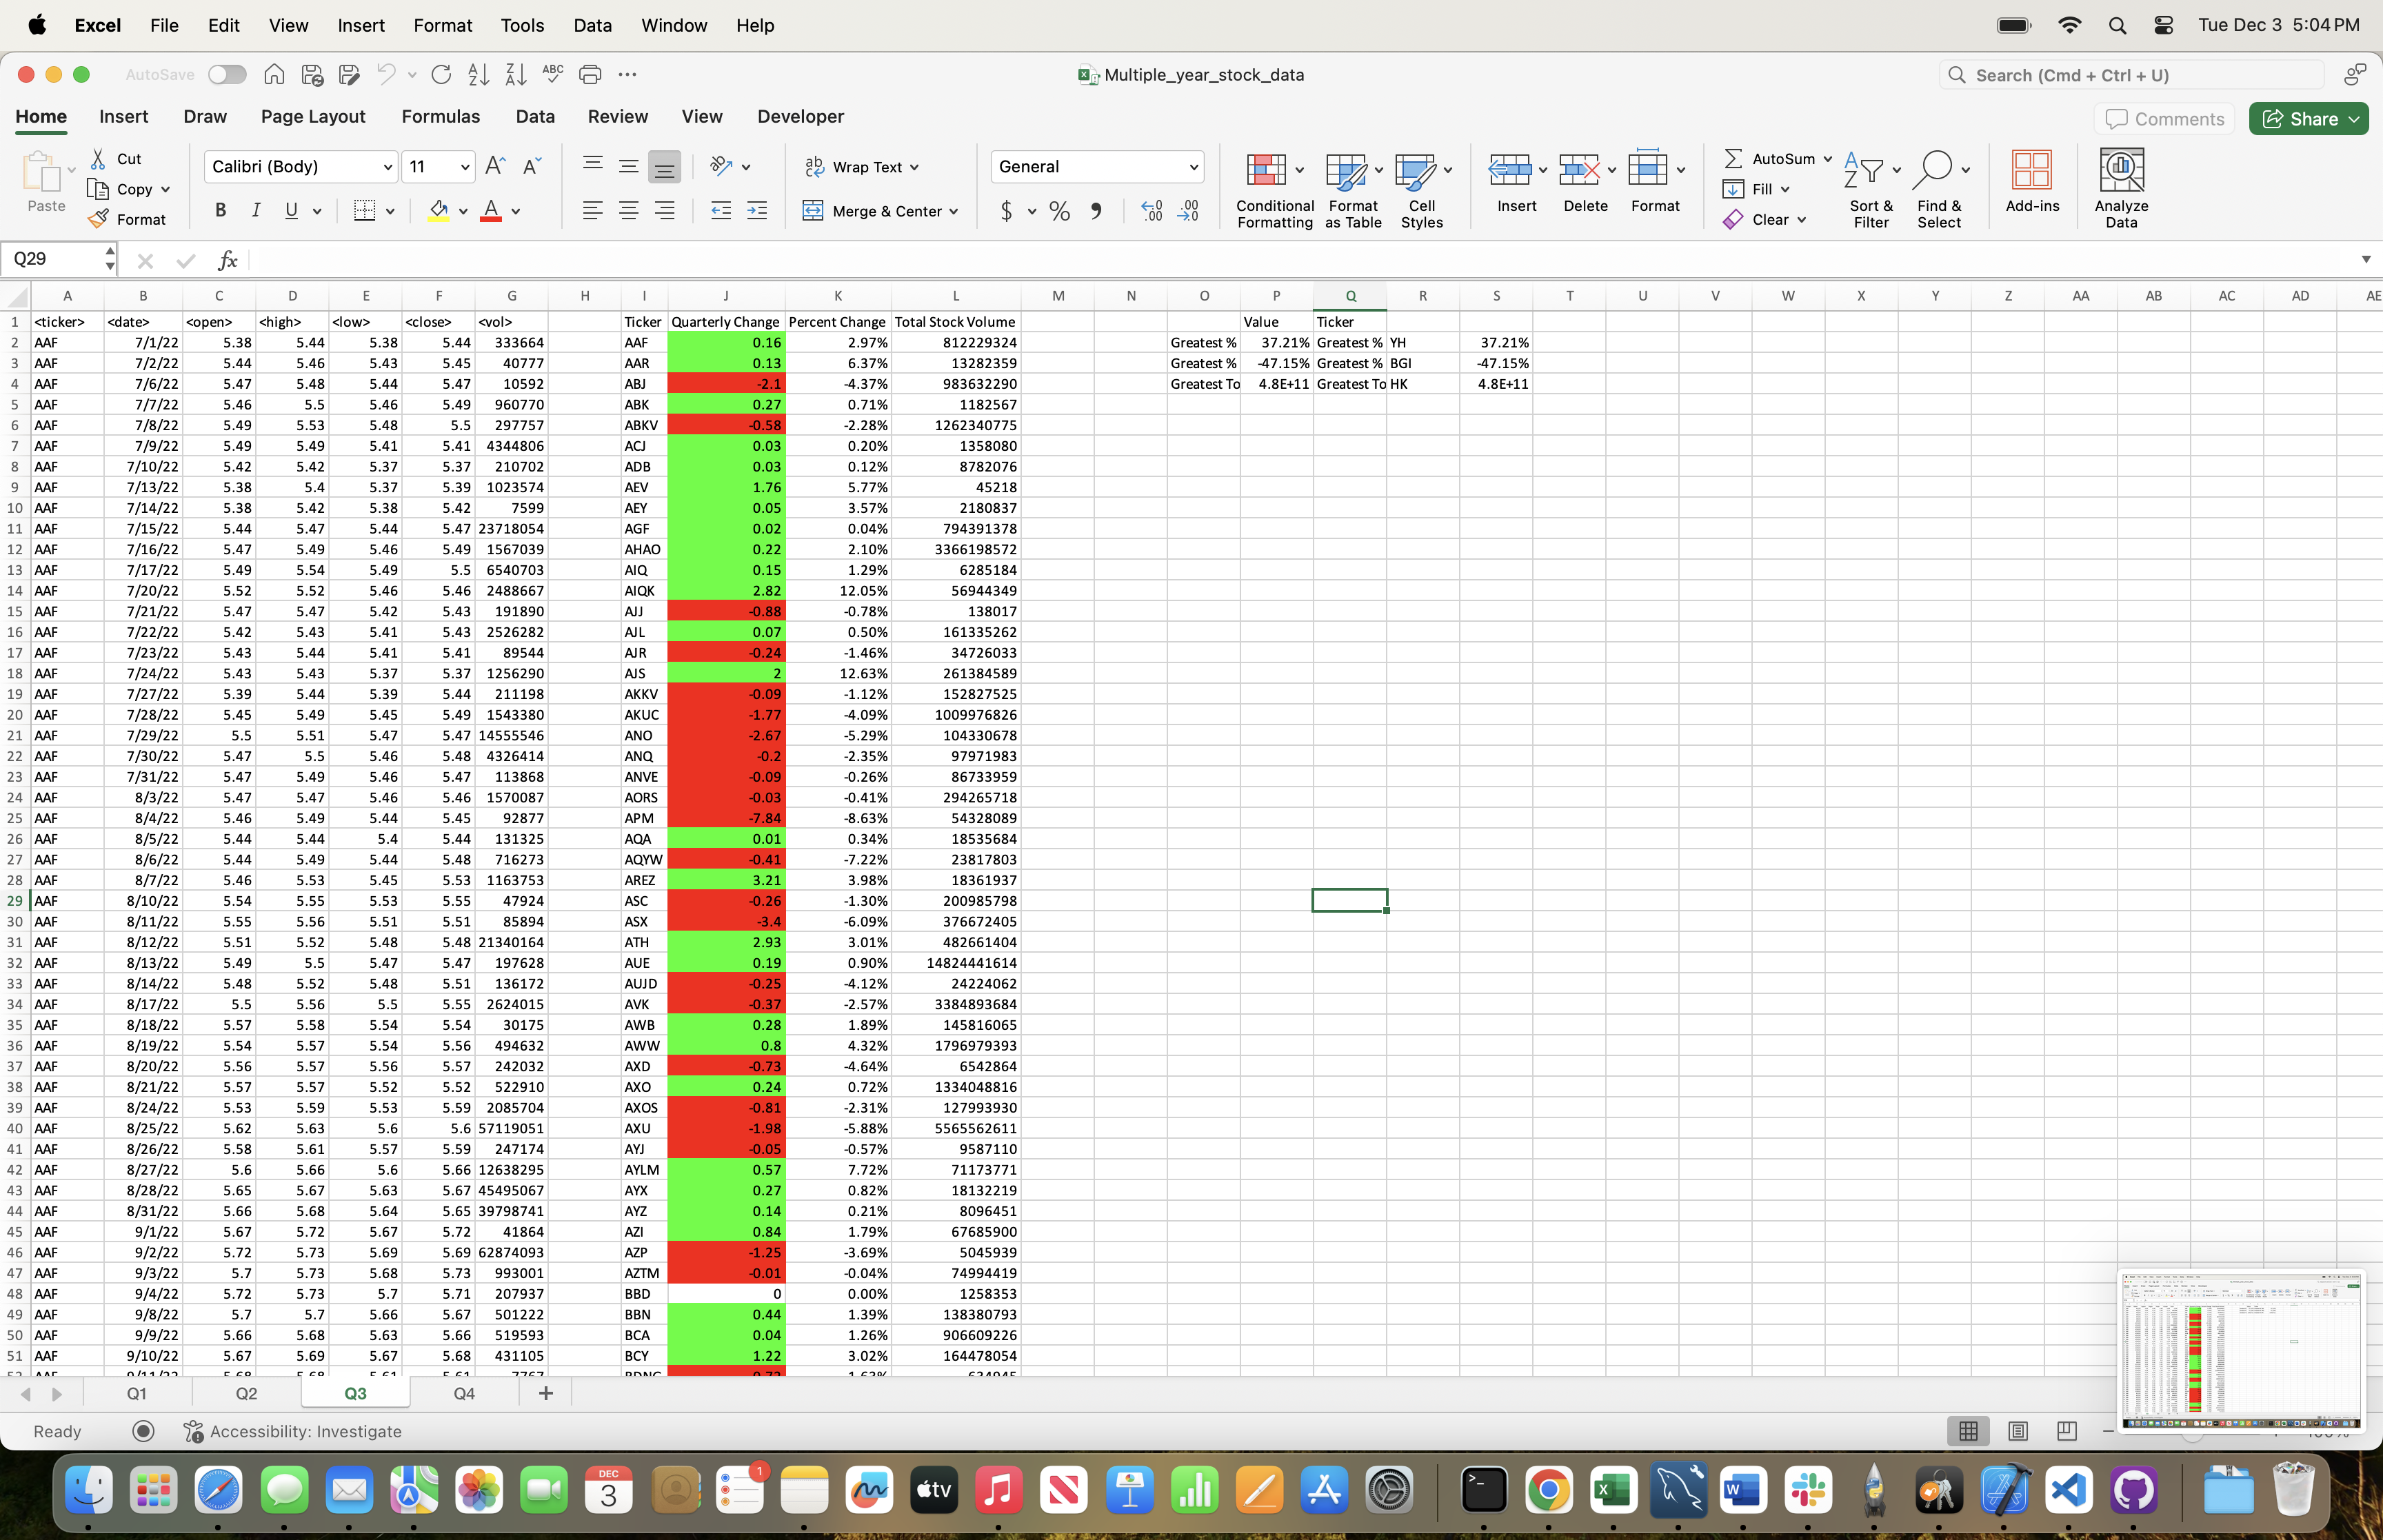 Excel File Edit View Insert Format Tools Data Window Help Tue Dec 3 5:04 PM
AutoSave Multiple_year_stock_data Search (Cmd + Ctrl + U)
Home Insert Draw Page Layout Formulas Data Review View Developer Comments Share
Paste Cut Copy Format Calibri (Body) 11 Wrap Text Merge & Center General Conditional Formatting Format as Table Cell Styles Insert Delete Format AutoSum Fill Clear Sort & Filter Find & Select Add-ins Analyze Data
Q29 fx
A B C D E F G H I J K L M N O P Q R S T U V W X Y Z AA AB AC AD AE
1 <ticker> <date> <open> <high> <low> <close> <vol> Ticker Quarterly Change Percent Change Total Stock Volume Value Ticker
2 AAF 7/1/22 5.38 5.44 5.38 5.44 333664 AAF 0.16 2.97% 812229324 Greatest % 37.21% Greatest % YH 37.21%
3 AAF 7/2/22 5.44 5.46 5.43 5.45 40777 AAR 0.13 6.37% 13282359 Greatest % -47.15% Greatest % BGI -47.15%
4 AAF 7/6/22 5.47 5.48 5.44 5.47 10592 ABJ -2.1 -4.37% 983632290 Greatest To 4.8E+11 Greatest To HK 4.8E+11
5 AAF 7/7/22 5.46 5.5 5.46 5.49 960770 ABK 0.27 0.71% 1182567
6 AAF 7/8/22 5.49 5.53 5.48 5.5 297757 ABKV -0.58 -2.28% 1262340775
7 AAF 7/9/22 5.49 5.49 5.41 5.41 4344806 ACJ 0.03 0.20% 1358080
8 AAF 7/10/22 5.42 5.42 5.37 5.37 210702 ADB 0.03 0.12% 8782076
9 AAF 7/13/22 5.38 5.4 5.37 5.39 1023574 AEV 1.76 5.77% 45218
10 AAF 7/14/22 5.38 5.42 5.38 5.42 7599 AEY 0.05 3.57% 2180837
11 AAF 7/15/22 5.44 5.47 5.44 5.47 23718054 AGF 0.02 0.04% 794391378
12 AAF 7/16/22 5.47 5.49 5.46 5.49 1567039 AHAO 0.22 2.10% 3366198572
13 AAF 7/17/22 5.49 5.54 5.49 5.5 6540703 AIQ 0.15 1.29% 6285184
14 AAF 7/20/22 5.52 5.52 5.46 5.46 2488667 AIQK 2.82 12.05% 56944349
15 AAF 7/21/22 5.47 5.47 5.42 5.43 191890 AJJ -0.88 -0.78% 138017
16 AAF 7/22/22 5.42 5.43 5.41 5.43 2526282 AJL 0.07 0.50% 161335262
17 AAF 7/23/22 5.43 5.44 5.41 5.41 89544 AJR -0.24 -1.46% 34726033
18 AAF 7/24/22 5.43 5.43 5.37 5.37 1256290 AJS 2 12.63% 261384589
19 AAF 7/27/22 5.39 5.44 5.39 5.44 211198 AKKV -0.09 -1.12% 152827525
20 AAF 7/28/22 5.45 5.49 5.45 5.49 1543380 AKUC -1.77 -4.09% 1009976826
21 AAF 7/29/22 5.5 5.51 5.47 5.47 14555546 ANO -2.67 -5.29% 104330678
22 AAF 7/30/22 5.47 5.5 5.46 5.48 4326414 ANQ -0.2 -2.35% 97971983
23 AAF 7/31/22 5.47 5.49 5.46 5.47 113868 ANVE -0.09 -0.26% 86733959
24 AAF 8/3/22 5.47 5.47 5.46 5.46 1570087 AORS -0.03 -0.41% 294265718
25 AAF 8/4/22 5.46 5.49 5.44 5.45 92877 APM -7.84 -8.63% 54328089
26 AAF 8/5/22 5.44 5.44 5.4 5.44 131325 AQA 0.01 0.34% 18535684
27 AAF 8/6/22 5.44 5.49 5.44 5.48 716273 AQYW -0.41 -7.22% 23817803
28 AAF 8/7/22 5.46 5.53 5.45 5.53 1163753 AREZ 3.21 3.98% 18361937
29 AAF 8/10/22 5.54 5.55 5.53 5.55 47924 ASC -0.26 -1.30% 200985798
30 AAF 8/11/22 5.55 5.56 5.51 5.51 85894 ASX -3.4 -6.09% 376672405
31 AAF 8/12/22 5.51 5.52 5.48 5.48 21340164 ATH 2.93 3.01% 482661404
32 AAF 8/13/22 5.49 5.5 5.47 5.47 197628 AUE 0.19 0.90% 14824441614
33 AAF 8/14/22 5.48 5.52 5.48 5.51 136172 AUJD -0.25 -4.12% 24224062
34 AAF 8/17/22 5.5 5.56 5.5 5.55 2624015 AVK -0.37 -2.57% 3384893684
35 AAF 8/18/22 5.57 5.58 5.54 5.54 30175 AWB 0.28 1.89% 145816065
36 AAF 8/19/22 5.54 5.57 5.54 5.56 494632 AWW 0.8 4.32% 1796979393
37 AAF 8/20/22 5.56 5.57 5.56 5.57 242032 AXD -0.73 -4.64% 6542864
38 AAF 8/21/22 5.57 5.57 5.52 5.52 522910 AXO 0.24 0.72% 1334048816
39 AAF 8/24/22 5.53 5.59 5.53 5.59 2085704 AXOS -0.81 -2.31% 127993930
40 AAF 8/25/22 5.62 5.63 5.6 5.6 57119051 AXU -1.98 -5.88% 5565562611
41 AAF 8/26/22 5.58 5.61 5.57 5.59 247174 AYJ -0.05 -0.57% 9587110
42 AAF 8/27/22 5.6 5.66 5.6 5.66 12638295 AYLM 0.57 7.72% 71173771
43 AAF 8/28/22 5.65 5.67 5.63 5.67 45495067 AYX 0.27 0.82% 18132219
44 AAF 8/31/22 5.66 5.68 5.64 5.65 39798741 AYZ 0.14 0.21% 8096451
45 AAF 9/1/22 5.67 5.72 5.67 5.72 41864 AZI 0.84 1.79% 67685900
46 AAF 9/2/22 5.72 5.73 5.69 5.69 62874093 AZP -1.25 -3.69% 5045939
47 AAF 9/3/22 5.7 5.73 5.68 5.73 993001 AZTM -0.01 -0.04% 74994419
48 AAF 9/4/22 5.72 5.73 5.7 5.71 207937 BBD 0 0.00% 1258353
49 AAF 9/8/22 5.7 5.7 5.66 5.67 501222 BBN 0.44 1.39% 138380793
50 AAF 9/9/22 5.66 5.68 5.63 5.66 519593 BCA 0.04 1.26% 906609226
51 AAF 9/10/22 5.67 5.69 5.67 5.68 431105 BCY 1.22 3.02% 164478054
Q1 Q2 Q3 Q4
Ready Accessibility: Investigate
DEC 3 1 tv